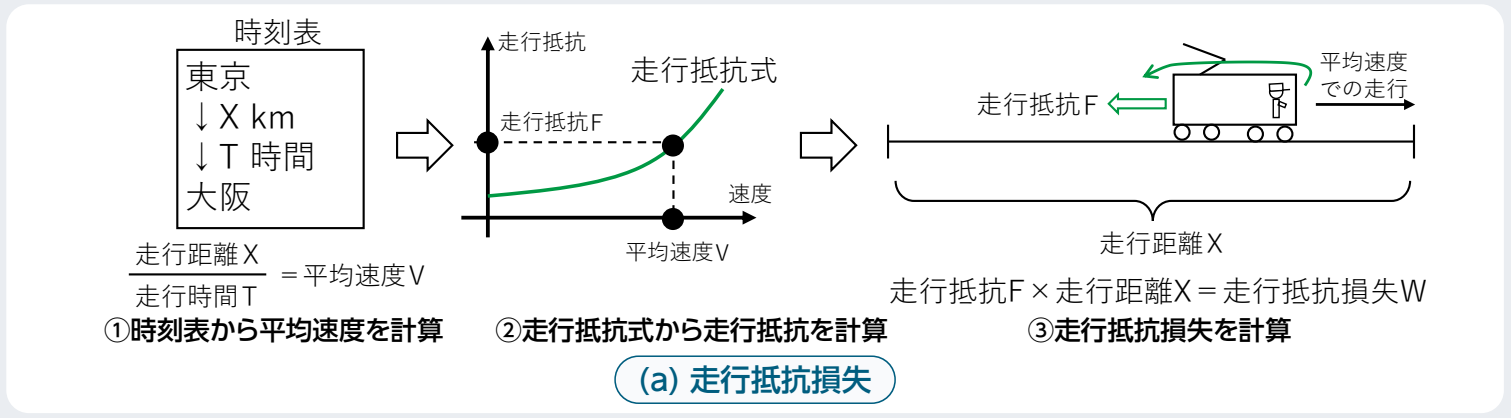 時刻表
東京
↓X km
↓T 時間
大阪
走行距離X
走行時間T
=平均速度V
①時刻表から平均速度を計算
走行抵抗
走行抵抗式
走行抵抗F
速度
平均速度V
②走行抵抗式から走行抵抗を計算
走行抵抗F
平均速度
での走行
走行距離X
走行抵抗F×走行距離X=走行抵抗損失W
③走行抵抗損失を計算
(a) 走行抵抗損失